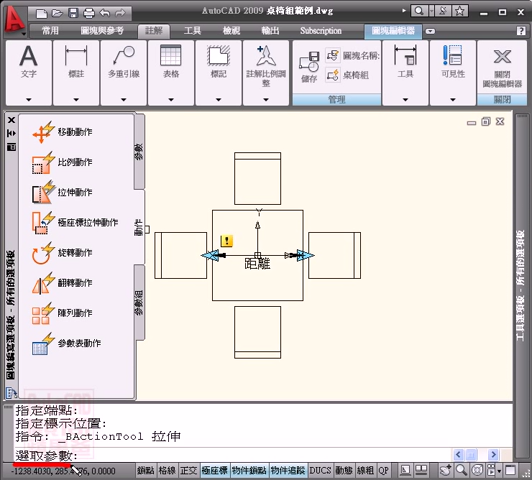 AutoCAD 2009 桌椅組範例.dwg
常用 圖塊與參考 註解 工具 檢視 輸出 Subscription 圖塊編輯器
文字 標註 多重引線 表格 標記 註解比例調整 儲存 圖塊名稱: 桌椅組 工具 可見性 關閉圖塊編輯器
管理 關閉
移動動作
比例動作
拉伸動作
極座標拉伸動作
旋轉動作
翻轉動作
陣列動作
參數表動作
參數
動作
參數組
圖塊編寫選項板 - 所有的選項板
Y
距離
工具選項板 - 所有的選項板
指定端點:
指定標示位置:
指令: _BActionTool 拉伸
選取參數:
鎖點 格線 正交 極座標 物件鎖點 物件追蹤 DUCS 動態 線粗 QP